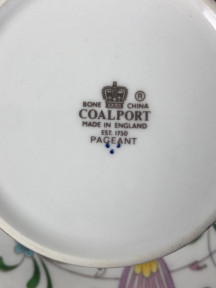 ®
BONE CHINA
COALPORT
MADE IN ENGLAND
EST. 1750
PAGEANT